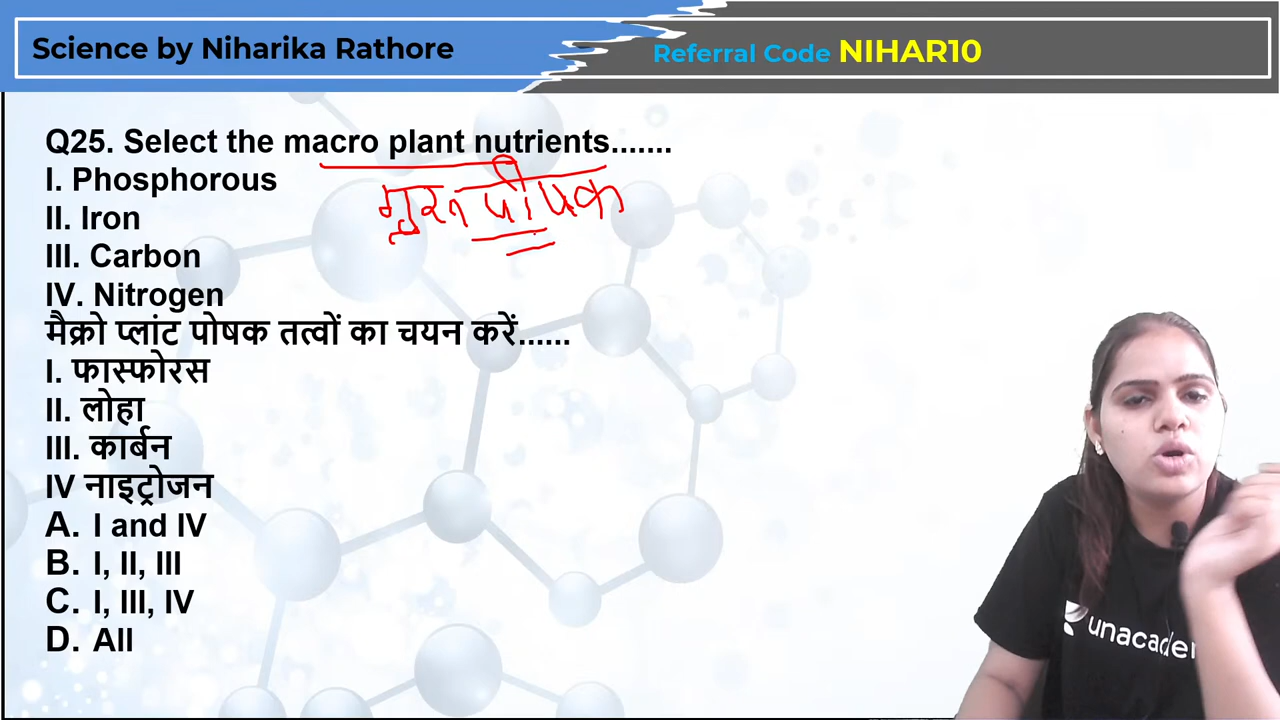 Science by Niharika Rathore
Referral Code NIHAR10
Q25. Select the macro plant nutrients.......
I. Phosphorous
II. Iron
III. Carbon
IV. Nitrogen
मैक्रो प्लांट पोषक तत्वों का चयन करें......
I. फास्फोरस
II. लोहा
III. कार्बन
IV नाइट्रोजन
A. I and IV
B. I, II, III
C. I, III, IV
D. All